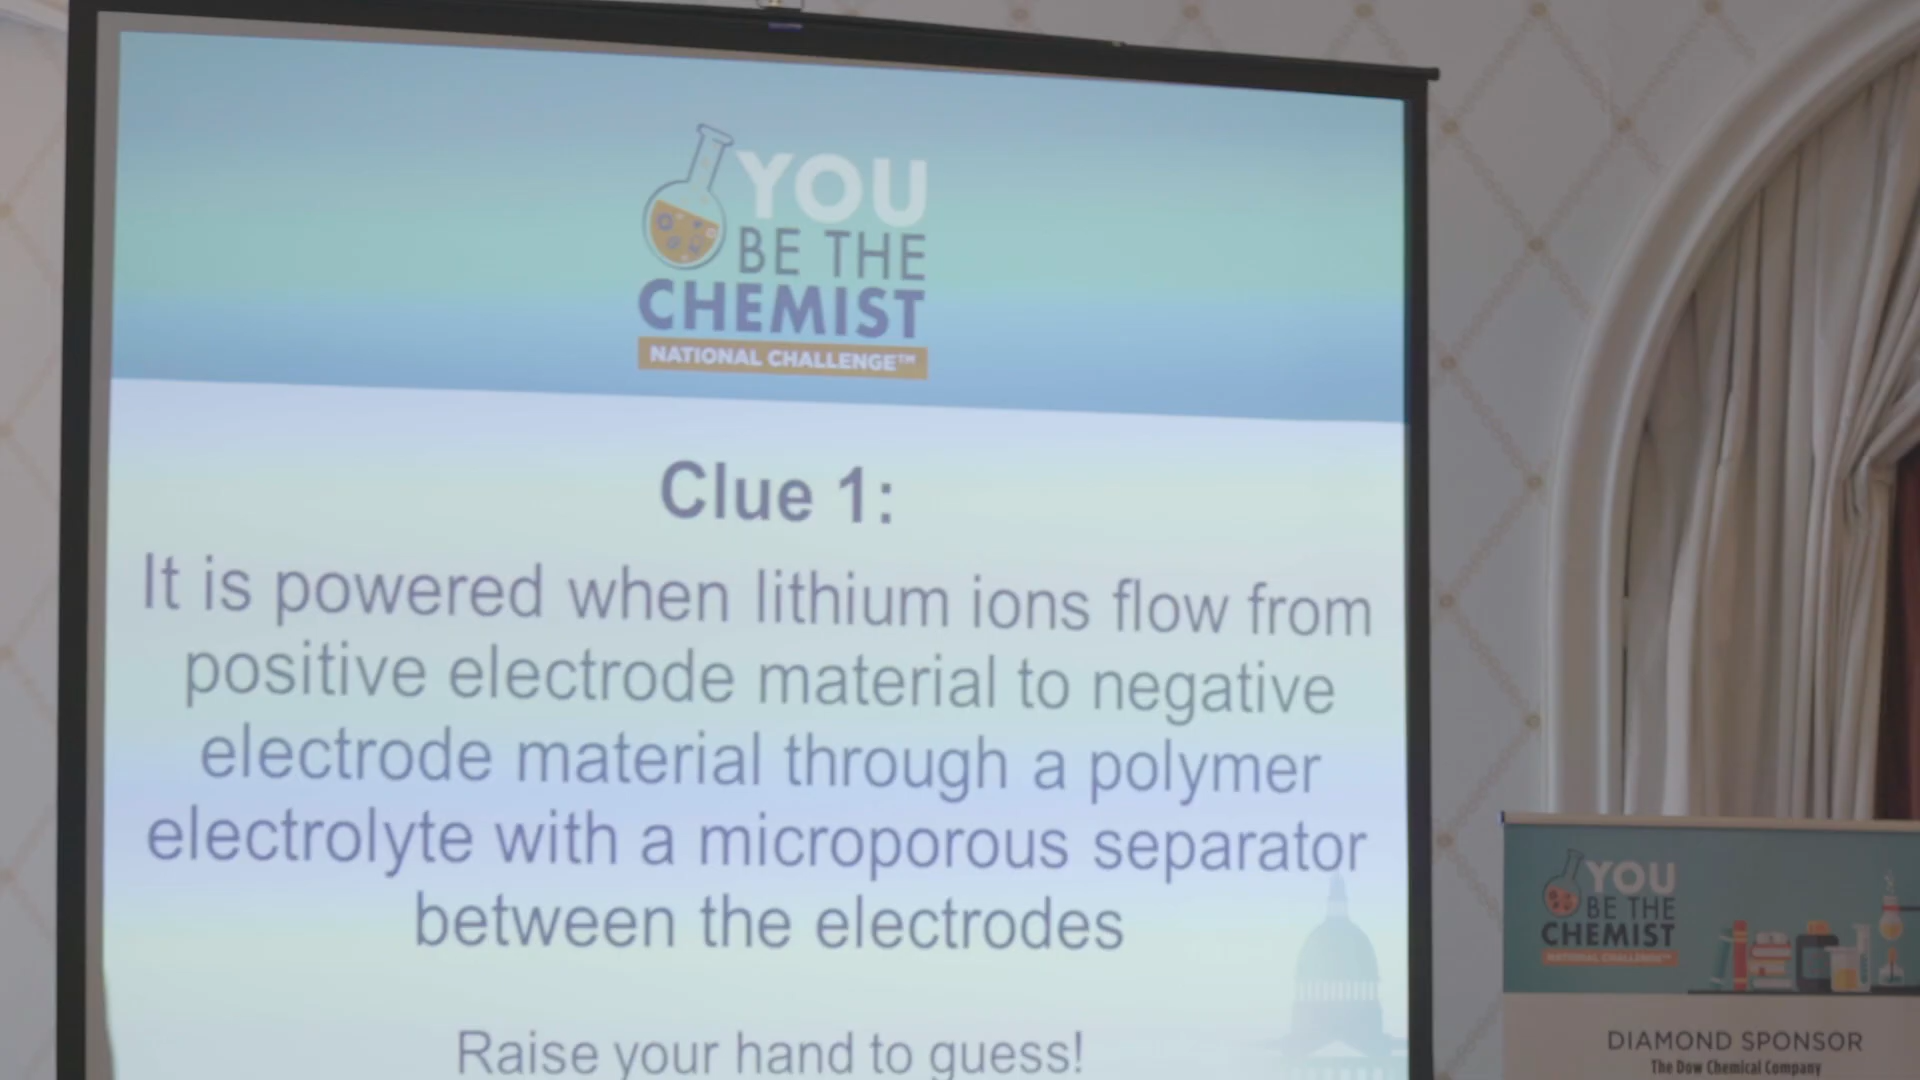 YOU
BE THE
CHEMIST
NATIONAL CHALLENGE™
Clue 1:
It is powered when lithium ions flow from
positive electrode material to negative
electrode material through a polymer
electrolyte with a microporous separator
between the electrodes
Raise your hand to guess!
YOU
BE THE
CHEMIST
NATIONAL CHALLENGE™
DIAMOND SPONSOR
The Dow Chemical Company